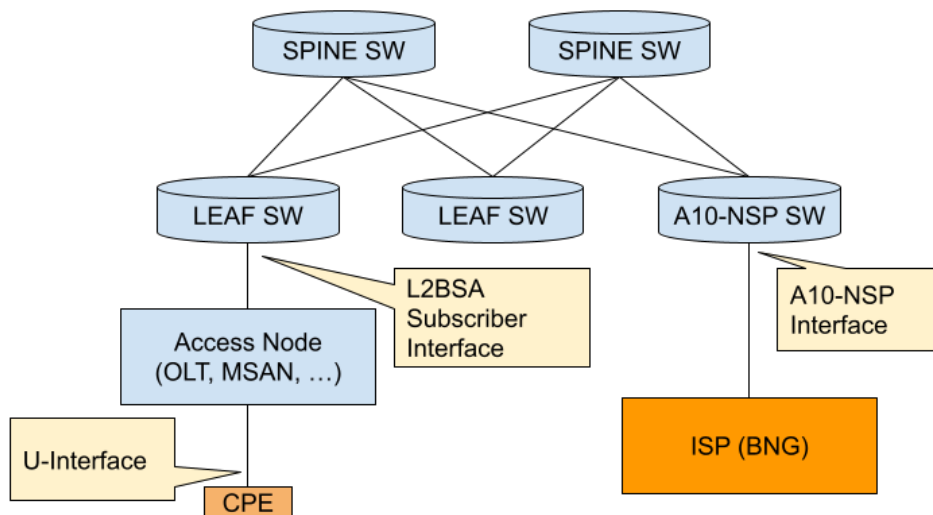 SPINE SW
SPINE SW
LEAF SW
LEAF SW
A10-NSP SW
L2BSA
Subscriber
Interface
A10-NSP
Interface
Access Node
(OLT, MSAN, …)
U-Interface
ISP (BNG)
CPE